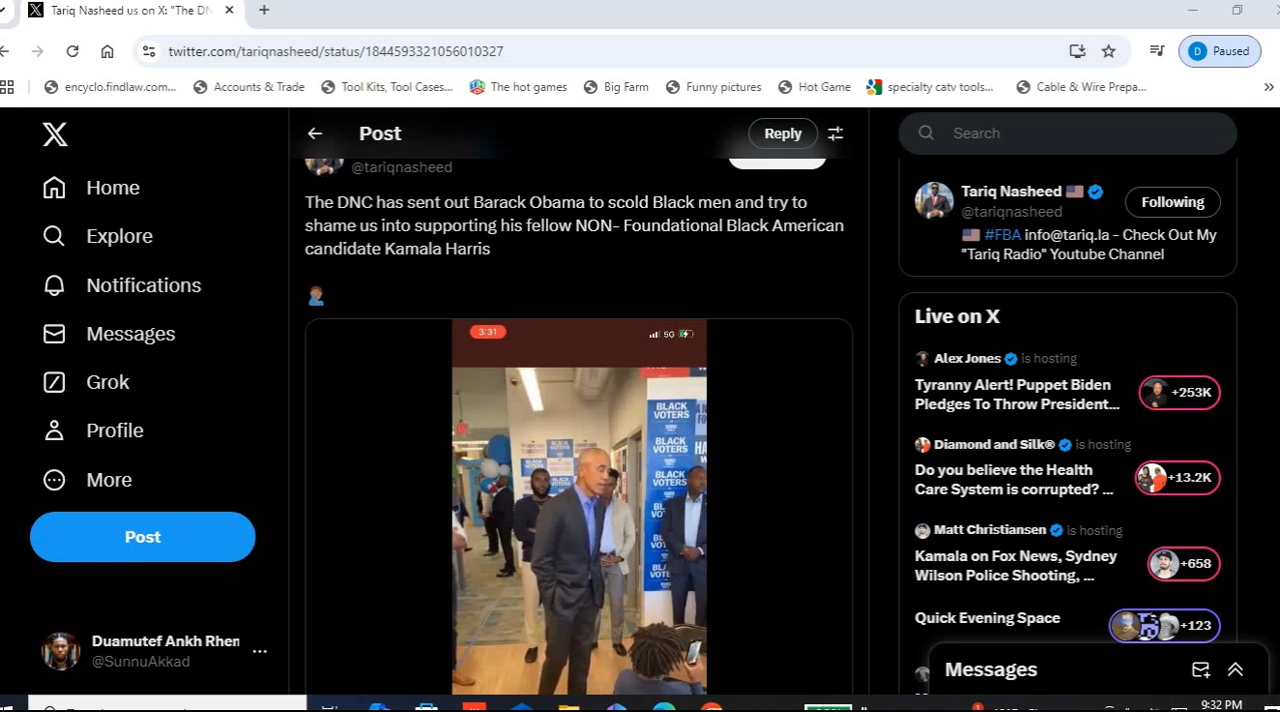 Tariq Nasheed us on X: "The DN
twitter.com/tariqnasheed/status/1844593321056010327
D Paused
encyclo.findlaw.com...
Accounts & Trade
Tool Kits, Tool Cases...
The hot games
Big Farm
Funny pictures
Hot Game
specialty catv tools...
Cable & Wire Prepa...
Home
Explore
Notifications
Messages
Grok
Profile
More
Post
Duamutef Ankh Rhem
@SunnuAkkad
Post
Reply
@tariqnasheed
The DNC has sent out Barack Obama to scold Black men and try to
shame us into supporting his fellow NON- Foundational Black American
candidate Kamala Harris
3:31
5G
BLACK
VOTERS
BLACK
VOTERS
BLACK
VOTERS
Search
Tariq Nasheed
@tariqnasheed
Following
#FBA info@tariq.la - Check Out My
"Tariq Radio" Youtube Channel
Live on X
Alex Jones is hosting
Tyranny Alert! Puppet Biden
Pledges To Throw President...
+253K
Diamond and Silk® is hosting
Do you believe the Health
Care System is corrupted? ...
+13.2K
Matt Christiansen is hosting
Kamala on Fox News, Sydney
Wilson Police Shooting, ...
+658
Quick Evening Space
+123
Messages
9:32 PM